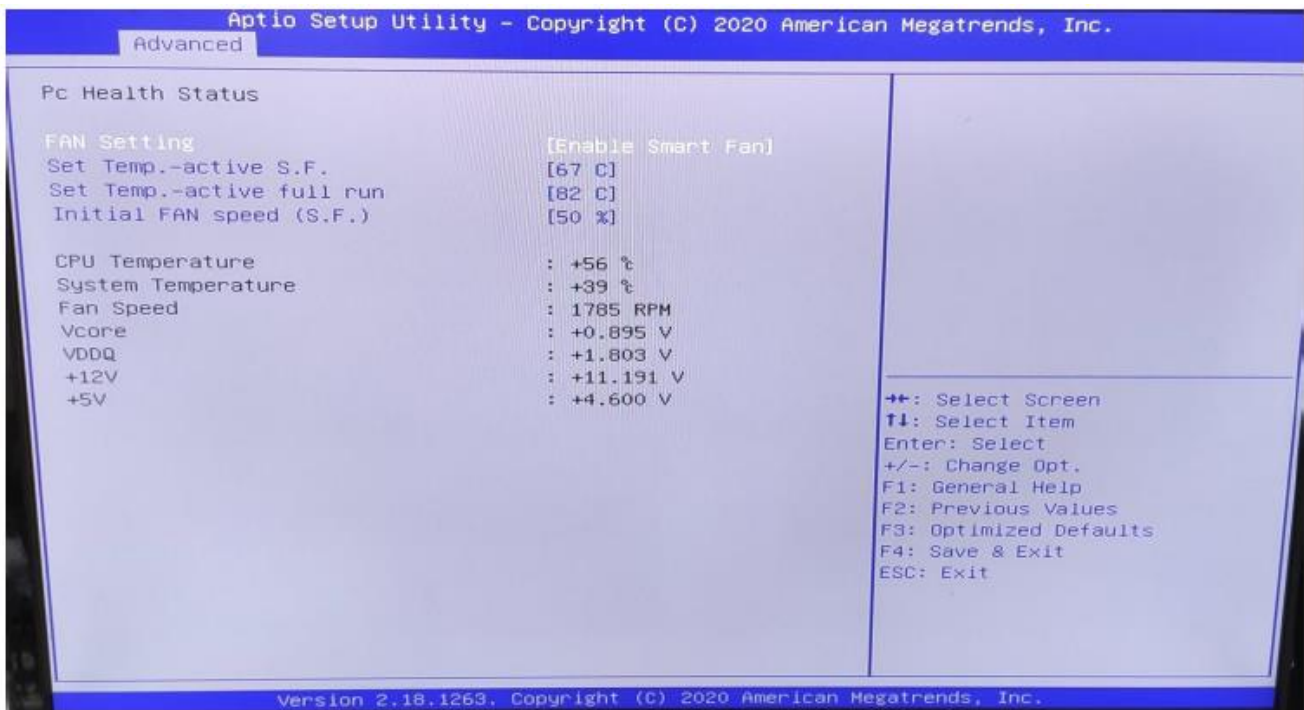 Aptio Setup Utility – Copyright (C) 2020 American Megatrends, Inc.
Advanced
Pc Health Status
FAN Setting [Enable Smart Fan]
Set Temp.-active S.F. [67 C]
Set Temp.-active full run [82 C]
Initial FAN speed (S.F.) [50 %]
CPU Temperature : +56 ℃
System Temperature : +39 ℃
Fan Speed : 1785 RPM
Vcore : +0.895 V
VDDQ : +1.803 V
+12V : +11.191 V
+5V : +4.600 V
→←: Select Screen
↑↓: Select Item
Enter: Select
+/-: Change Opt.
F1: General Help
F2: Previous Values
F3: Optimized Defaults
F4: Save & Exit
ESC: Exit
Version 2.18.1263. Copyright (C) 2020 American Megatrends, Inc.